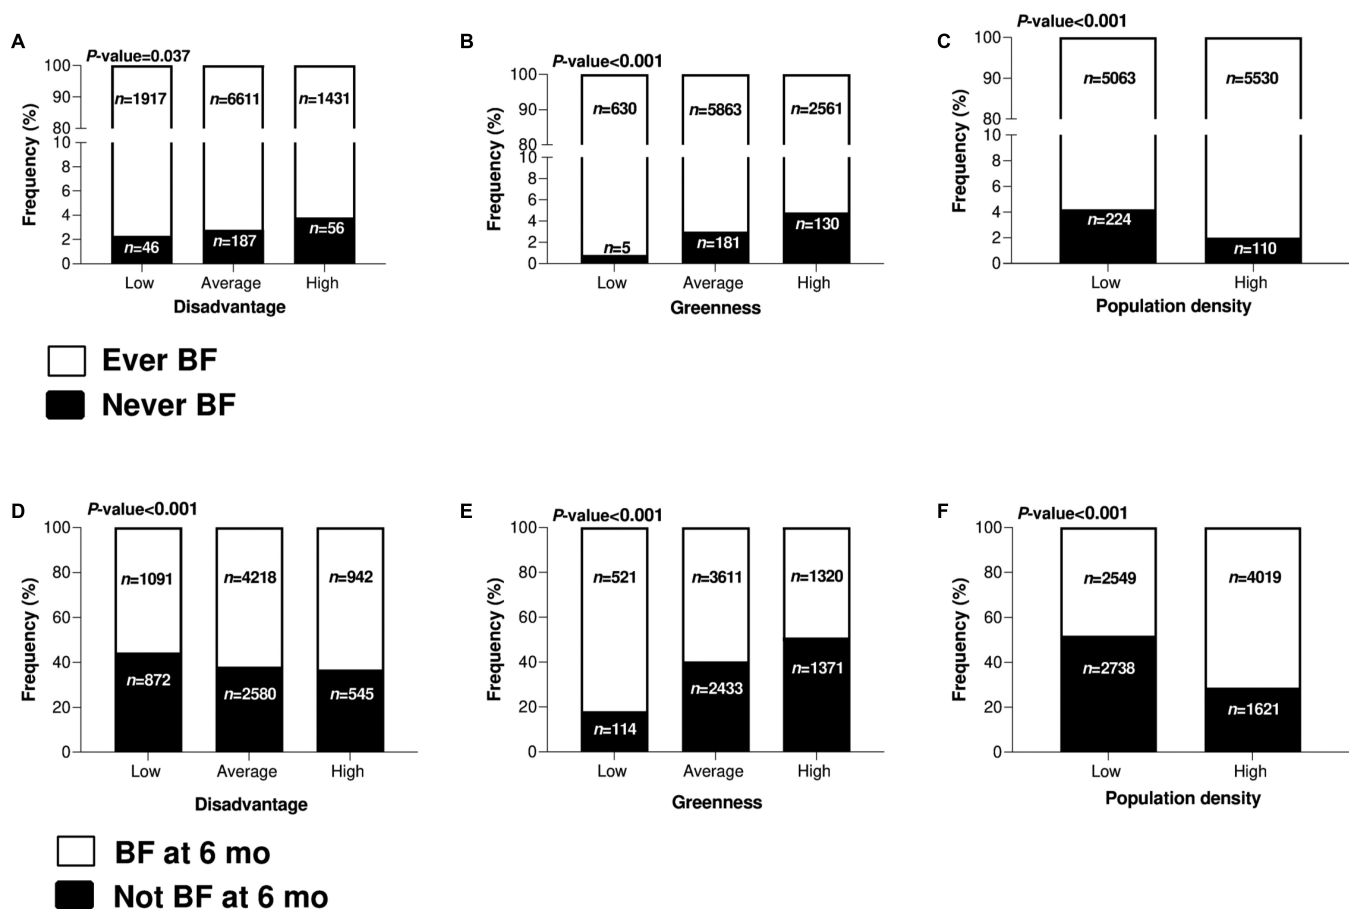 A
P-value=0.037
Frequency (%)
100
90
80
10
8
6
4
2
0
n=1917
n=6611
n=1431
n=46
n=187
n=56
Low
Average
High
Disadvantage
B
P-value<0.001
Frequency (%)
100
90
80
10
8
6
4
2
0
n=630
n=5863
n=2561
n=5
n=181
n=130
Low
Average
High
Greenness
C
P-value<0.001
Frequency (%)
100
90
80
10
8
6
4
2
0
n=5063
n=5530
n=224
n=110
Low
High
Population density
Ever BF
Never BF
D
P-value<0.001
Frequency (%)
100
80
60
40
20
0
n=1091
n=4218
n=942
n=872
n=2580
n=545
Low
Average
High
Disadvantage
E
P-value<0.001
Frequency (%)
100
80
60
40
20
0
n=521
n=3611
n=1320
n=114
n=2433
n=1371
Low
Average
High
Greenness
F
P-value<0.001
Frequency (%)
100
80
60
40
20
0
n=2549
n=4019
n=2738
n=1621
Low
High
Population density
BF at 6 mo
Not BF at 6 mo